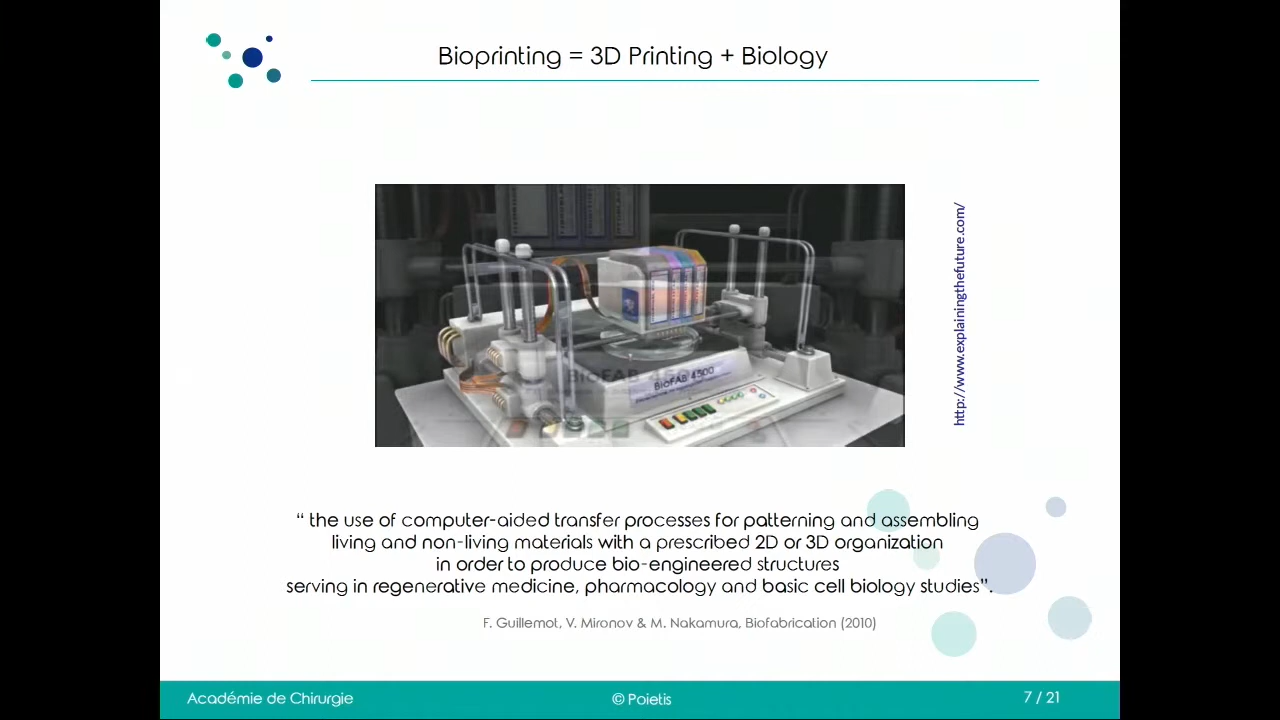 Bioprinting = 3D Printing + Biology
http://www.explainingthefuture.com/
BioFAB 4500
“ the use of computer-aided transfer processes for patterning and assembling
living and non-living materials with a prescribed 2D or 3D organization
in order to produce bio-engineered structures
serving in regenerative medicine, pharmacology and basic cell biology studies”.
F. Guillemot, V. Mironov & M. Nakamura, Biofabrication (2010)
Académie de Chirurgie
© Poietis
7 / 21